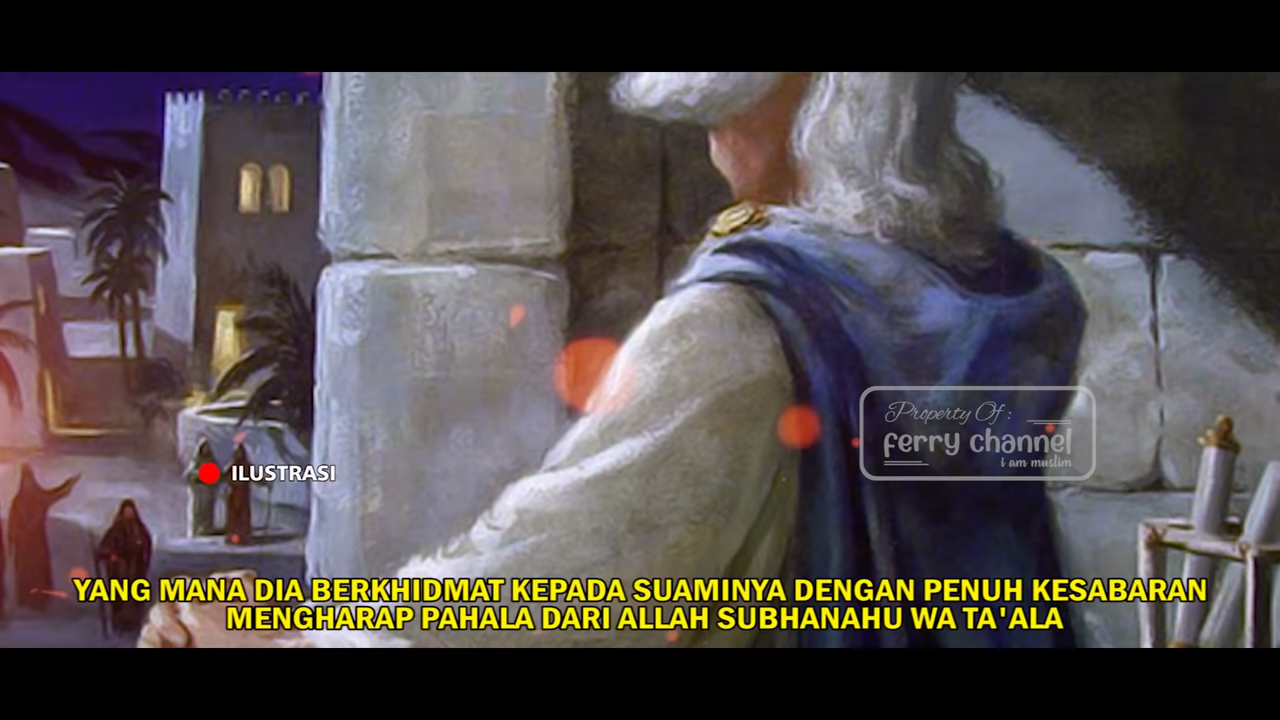 Property Of :
ferry channel
i am muslim
ILUSTRASI
YANG MANA DIA BERKHIDMAT KEPADA SUAMINYA DENGAN PENUH KESABARAN
MENGHARAP PAHALA DARI ALLAH SUBHANAHU WA TA'ALA